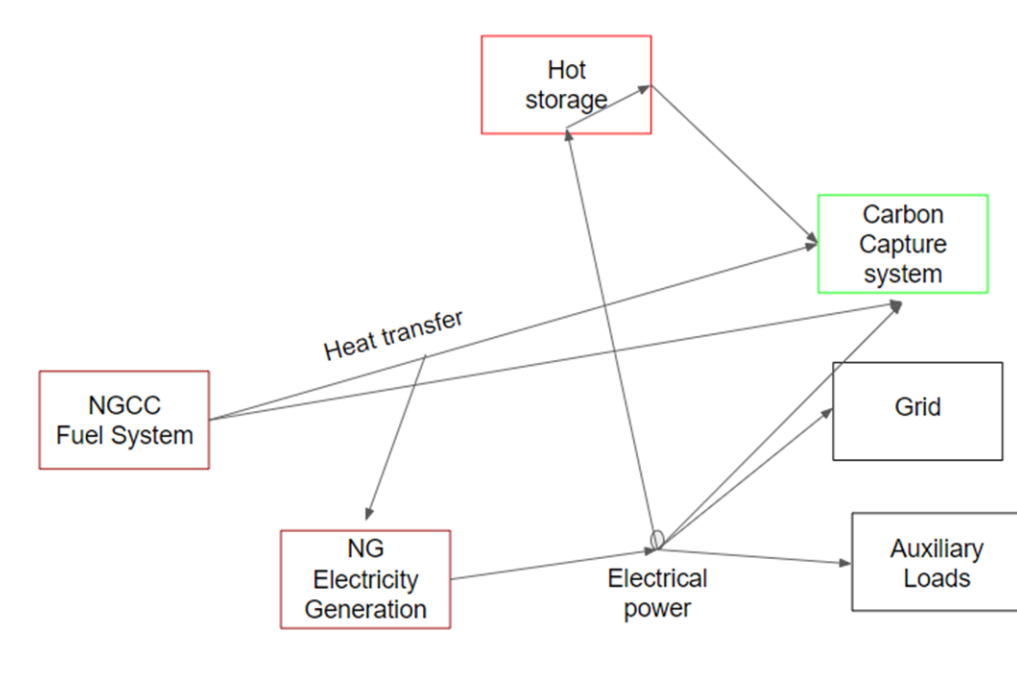 Hot
storage
Carbon
Capture
system
Heat transfer
NGCC
Fuel System
Grid
NG
Electricity
Generation
Electrical
power
Auxiliary
Loads